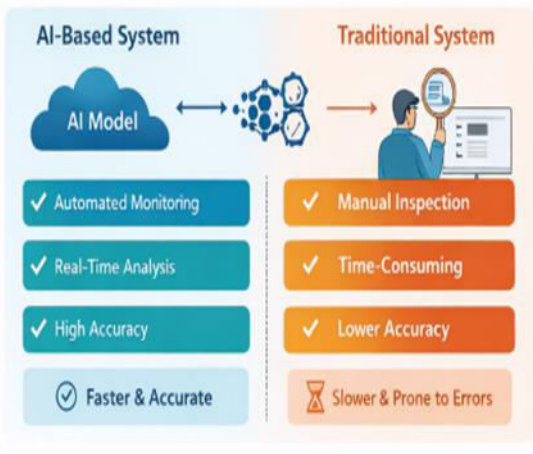 AI-Based System
Traditional System
AI Model
✓ Automated Monitoring
✓ Manual Inspection
✓ Real-Time Analysis
✓ Time-Consuming
✓ High Accuracy
✓ Lower Accuracy
Faster & Accurate
Slower & Prone to Errors